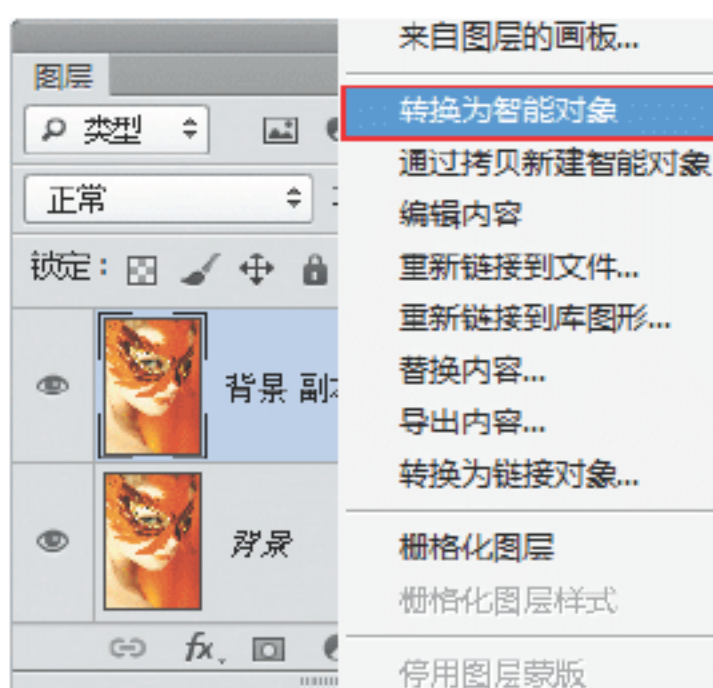 图层
类型
正常
锁定：
背景 副本
背景
fx
来自图层的画板...
转换为智能对象
通过拷贝新建智能对象
编辑内容
重新链接到文件...
重新链接到库图形...
替换内容...
导出内容...
转换为链接对象...
栅格化图层
栅格化图层样式
停用图层蒙版